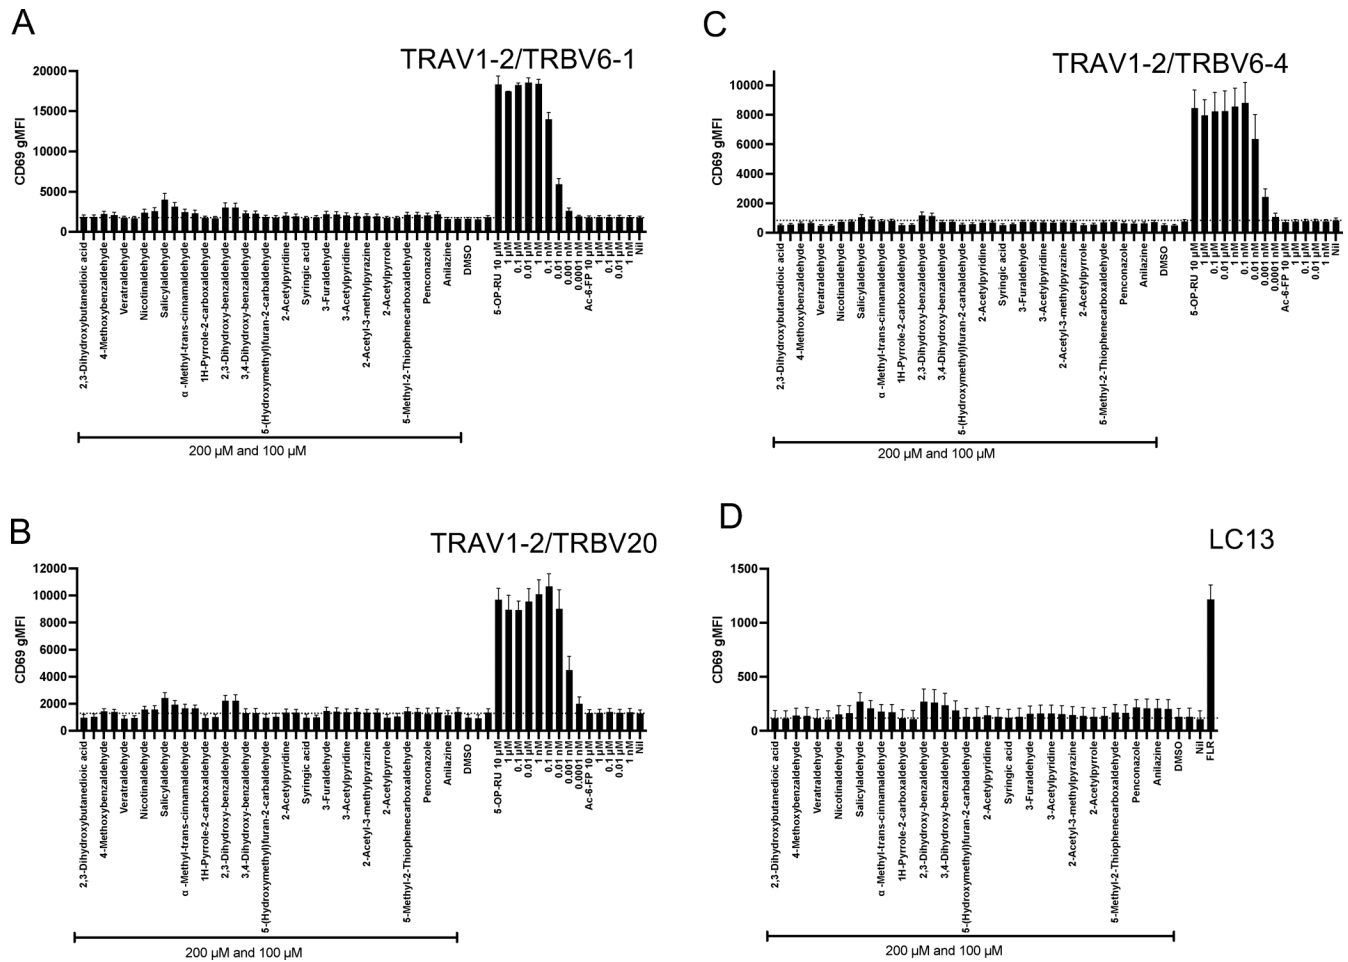 A
TRAV1-2/TRBV6-1
CD69 gMFI
20000
15000
10000
5000
0
2,3-Dihydroxybutanedioic acid
4-Methoxybenzaldehyde
Veratraldehyde
Nicotinaldehyde
Salicylaldehyde
α -Methyl-trans-cinnamaldehyde
1H-Pyrrole-2-carboxaldehyde
2,3-Dihydroxy-benzaldehyde
3,4-Dihydroxy-benzaldehyde
5-(Hydroxymethyl)furan-2-carbaldehyde
2-Acetylpyridine
Syringic acid
3-Furaldehyde
3-Acetylpyridine
2-Acetyl-3-methylpyrazine
2-Acetylpyrrole
5-Methyl-2-Thiophenecarboxaldehyde
Penconazole
Anilazine
DMSO
5-OP-RU 10 µM
1 µM
0.1 µM
0.01 µM
1 nM
0.1 nM
0.01 nM
0.001 nM
0.0001 nM
Ac-6-FP 10 µM
1 µM
0.1 µM
0.01 µM
1 nM
Nil
200 µM and 100 µM
B
TRAV1-2/TRBV20
CD69 gMFI
12000
10000
8000
6000
4000
2000
0
2,3-Dihydroxybutanedioic acid
4-Methoxybenzaldehyde
Veratraldehyde
Nicotinaldehyde
Salicylaldehyde
α -Methyl-trans-cinnamaldehyde
1H-Pyrrole-2-carboxaldehyde
2,3-Dihydroxy-benzaldehyde
3,4-Dihydroxy-benzaldehyde
5-(Hydroxymethyl)furan-2-carbaldehyde
2-Acetylpyridine
Syringic acid
3-Furaldehyde
3-Acetylpyridine
2-Acetyl-3-methylpyrazine
2-Acetylpyrrole
5-Methyl-2-Thiophenecarboxaldehyde
Penconazole
Anilazine
DMSO
5-OP-RU 10 µM
1 µM
0.1 µM
0.01 µM
1 nM
0.1 nM
0.01 nM
0.001 nM
0.0001 nM
Ac-6-FP 10 µM
1 µM
0.1 µM
0.01 µM
1 nM
Nil
200 µM and 100 µM
C
TRAV1-2/TRBV6-4
CD69 gMFI
10000
8000
6000
4000
2000
0
2,3-Dihydroxybutanedioic acid
4-Methoxybenzaldehyde
Veratraldehyde
Nicotinaldehyde
Salicylaldehyde
α -Methyl-trans-cinnamaldehyde
1H-Pyrrole-2-carboxaldehyde
2,3-Dihydroxy-benzaldehyde
3,4-Dihydroxy-benzaldehyde
5-(Hydroxymethyl)furan-2-carbaldehyde
2-Acetylpyridine
Syringic acid
3-Furaldehyde
3-Acetylpyridine
2-Acetyl-3-methylpyrazine
2-Acetylpyrrole
5-Methyl-2-Thiophenecarboxaldehyde
Penconazole
Anilazine
DMSO
5-OP-RU 10 µM
1 µM
0.1 µM
0.01 µM
1 nM
0.1 nM
0.01 nM
0.001 nM
0.0001 nM
Ac-6-FP 10 µM
1 µM
0.1 µM
0.01 µM
1 nM
Nil
200 µM and 100 µM
D
LC13
CD69 gMFI
1500
1000
500
0
2,3-Dihydroxybutanedioic acid
4-Methoxybenzaldehyde
Veratraldehyde
Nicotinaldehyde
Salicylaldehyde
α -Methyl-trans-cinnamaldehyde
1H-Pyrrole-2-carboxaldehyde
2,3-Dihydroxy-benzaldehyde
3,4-Dihydroxy-benzaldehyde
5-(Hydroxymethyl)furan-2-carbaldehyde
2-Acetylpyridine
Syringic acid
3-Furaldehyde
3-Acetylpyridine
2-Acetyl-3-methylpyrazine
2-Acetylpyrrole
5-Methyl-2-Thiophenecarboxaldehyde
Penconazole
Anilazine
DMSO
Nil
FLR
200 µM and 100 µM